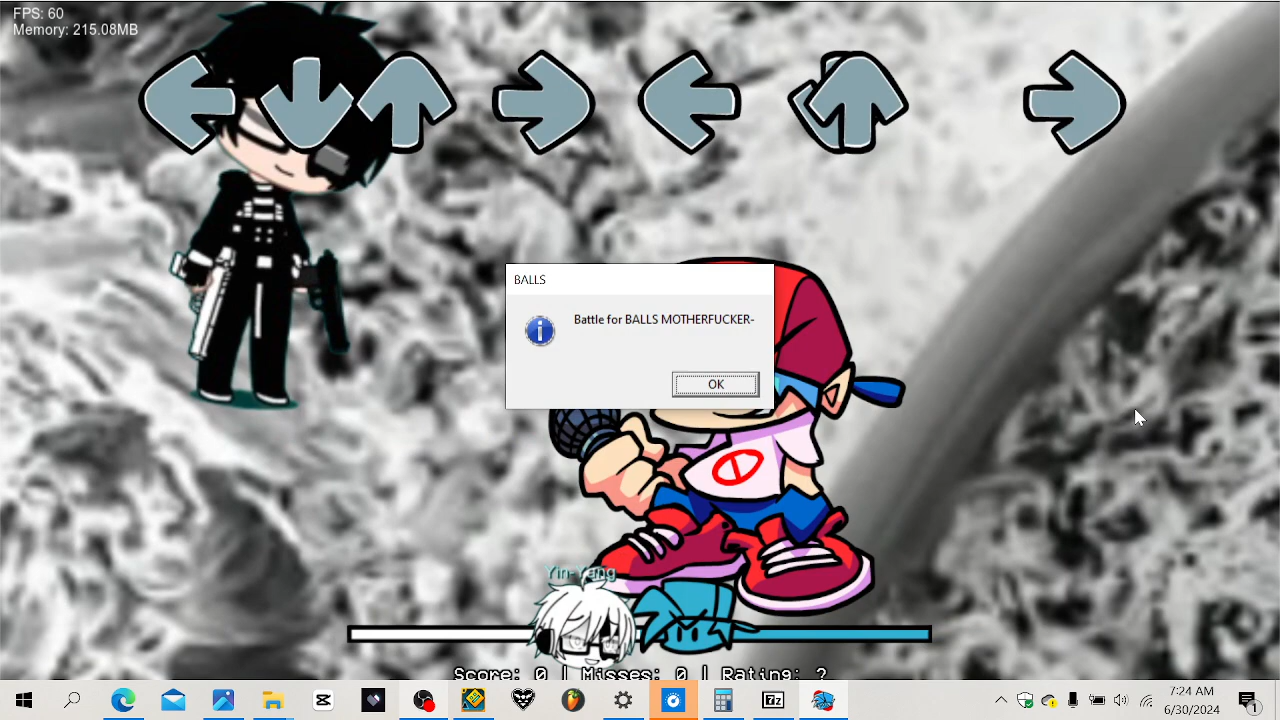 FPS: 60
Memory: 215.08MB
BALLS
Battle for BALLS MOTHERFUCKER-
OK
Yin-Yang
Score: 0 | Misses: 0 | Rating: ?
7:24 AM
6/30/2024
1